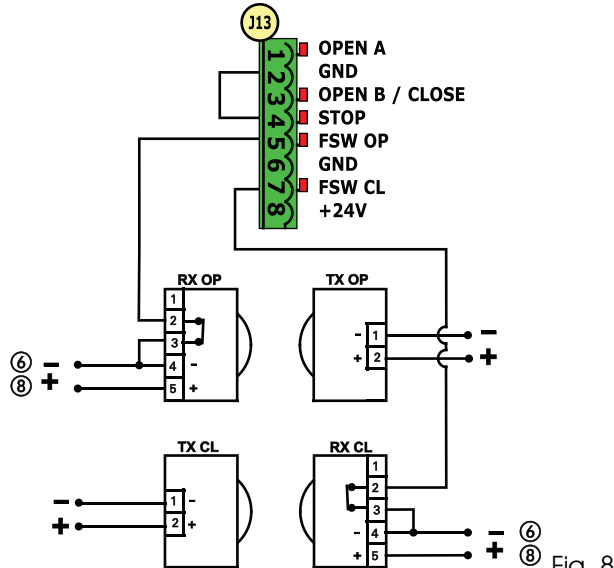 J13
1 OPEN A
2 GND
3 OPEN B / CLOSE
4 STOP
5 FSW OP
6 GND
7 FSW CL
8 +24V
RX OP
1
2
3
4 -
5 +
⑥ -
⑧ +
TX OP
- 1 -
+ 2 +
TX CL
- 1 -
+ 2 +
RX CL
1
2
3
- 4 - ⑥
+ 5 + ⑧
Fig. 8